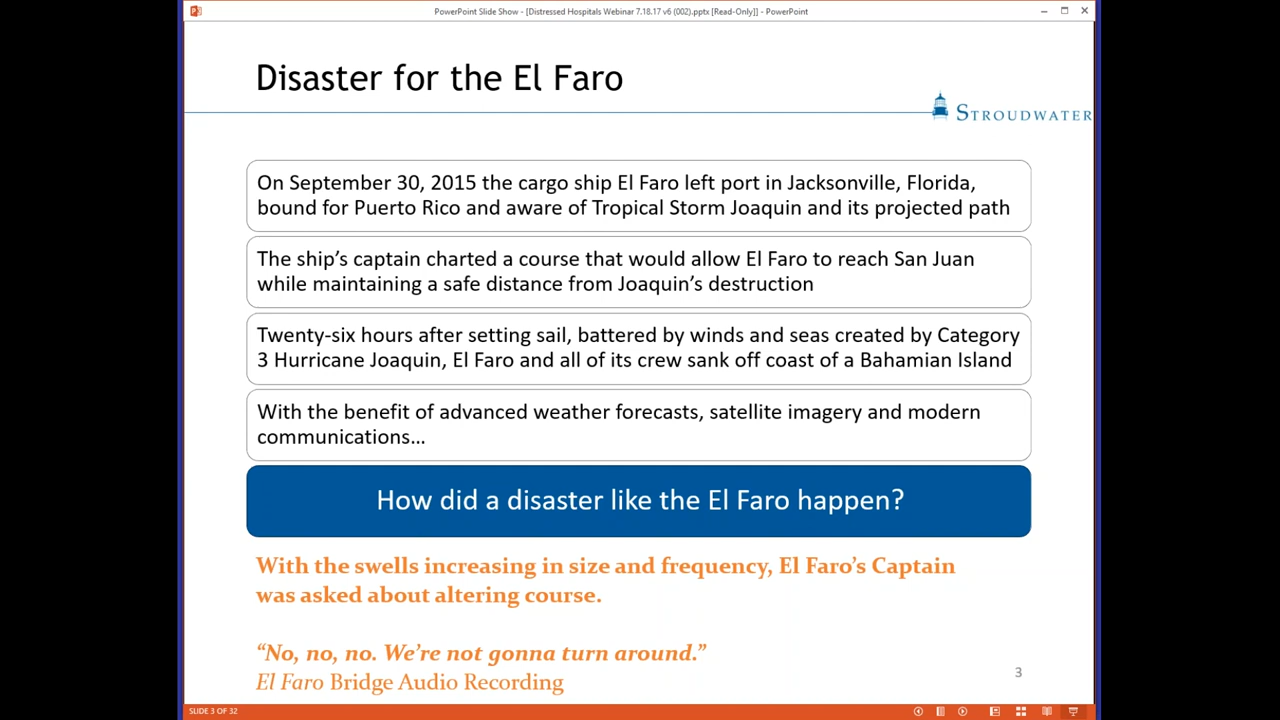 PowerPoint Slide Show - [Distressed Hospitals Webinar 7.18.17 v6 (002).pptx [Read-Only]] - PowerPoint
Disaster for the El Faro
STROUDWATER
On September 30, 2015 the cargo ship El Faro left port in Jacksonville, Florida,
bound for Puerto Rico and aware of Tropical Storm Joaquin and its projected path
The ship’s captain charted a course that would allow El Faro to reach San Juan
while maintaining a safe distance from Joaquin’s destruction
Twenty-six hours after setting sail, battered by winds and seas created by Category
3 Hurricane Joaquin, El Faro and all of its crew sank off coast of a Bahamian Island
With the benefit of advanced weather forecasts, satellite imagery and modern
communications…
How did a disaster like the El Faro happen?
With the swells increasing in size and frequency, El Faro’s Captain
was asked about altering course.
“No, no, no. We’re not gonna turn around.”
El Faro Bridge Audio Recording
3
SLIDE 3 OF 32